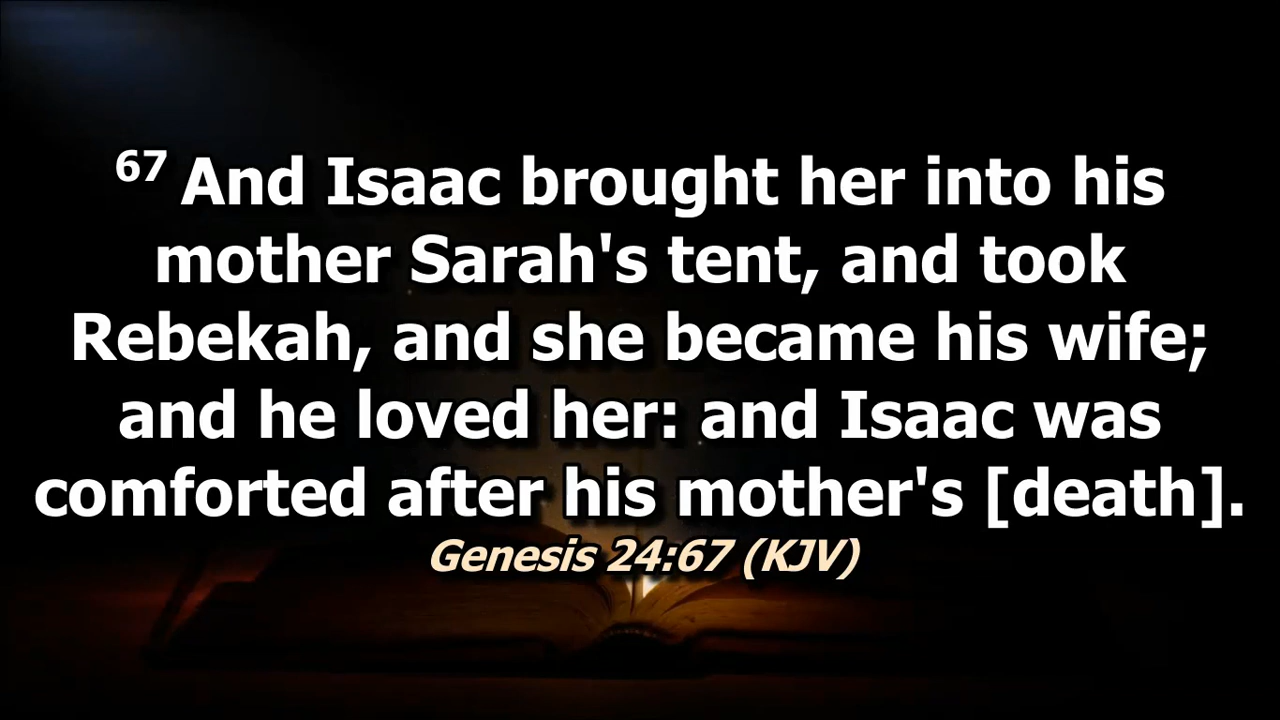 67 And Isaac brought her into his
mother Sarah's tent, and took
Rebekah, and she became his wife;
and he loved her: and Isaac was
comforted after his mother's [death].
Genesis 24:67 (KJV)